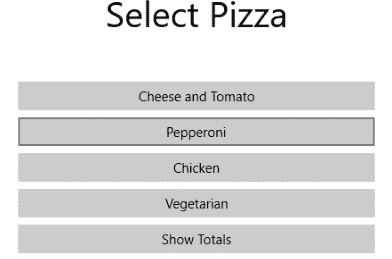 Select Pizza
Cheese and Tomato
Pepperoni
Chicken
Vegetarian
Show Totals